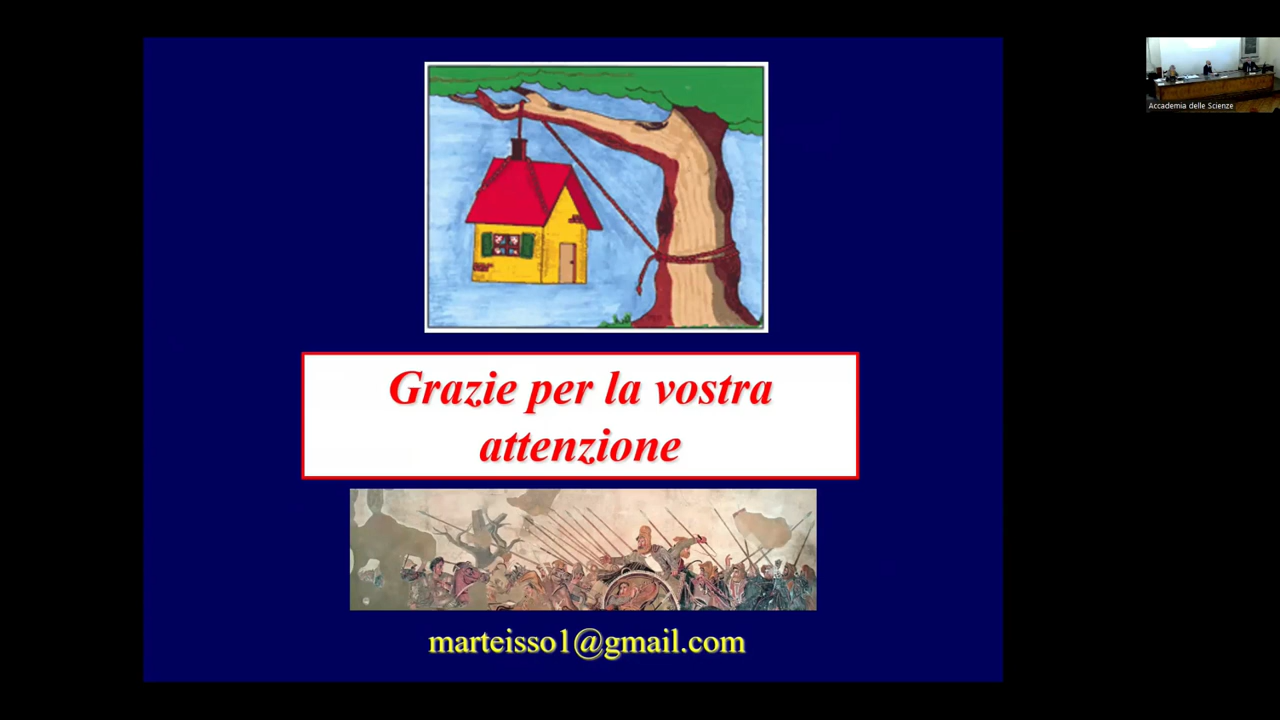 Accademia delle Scienze
Grazie per la vostra
attenzione
marteisso1@gmail.com